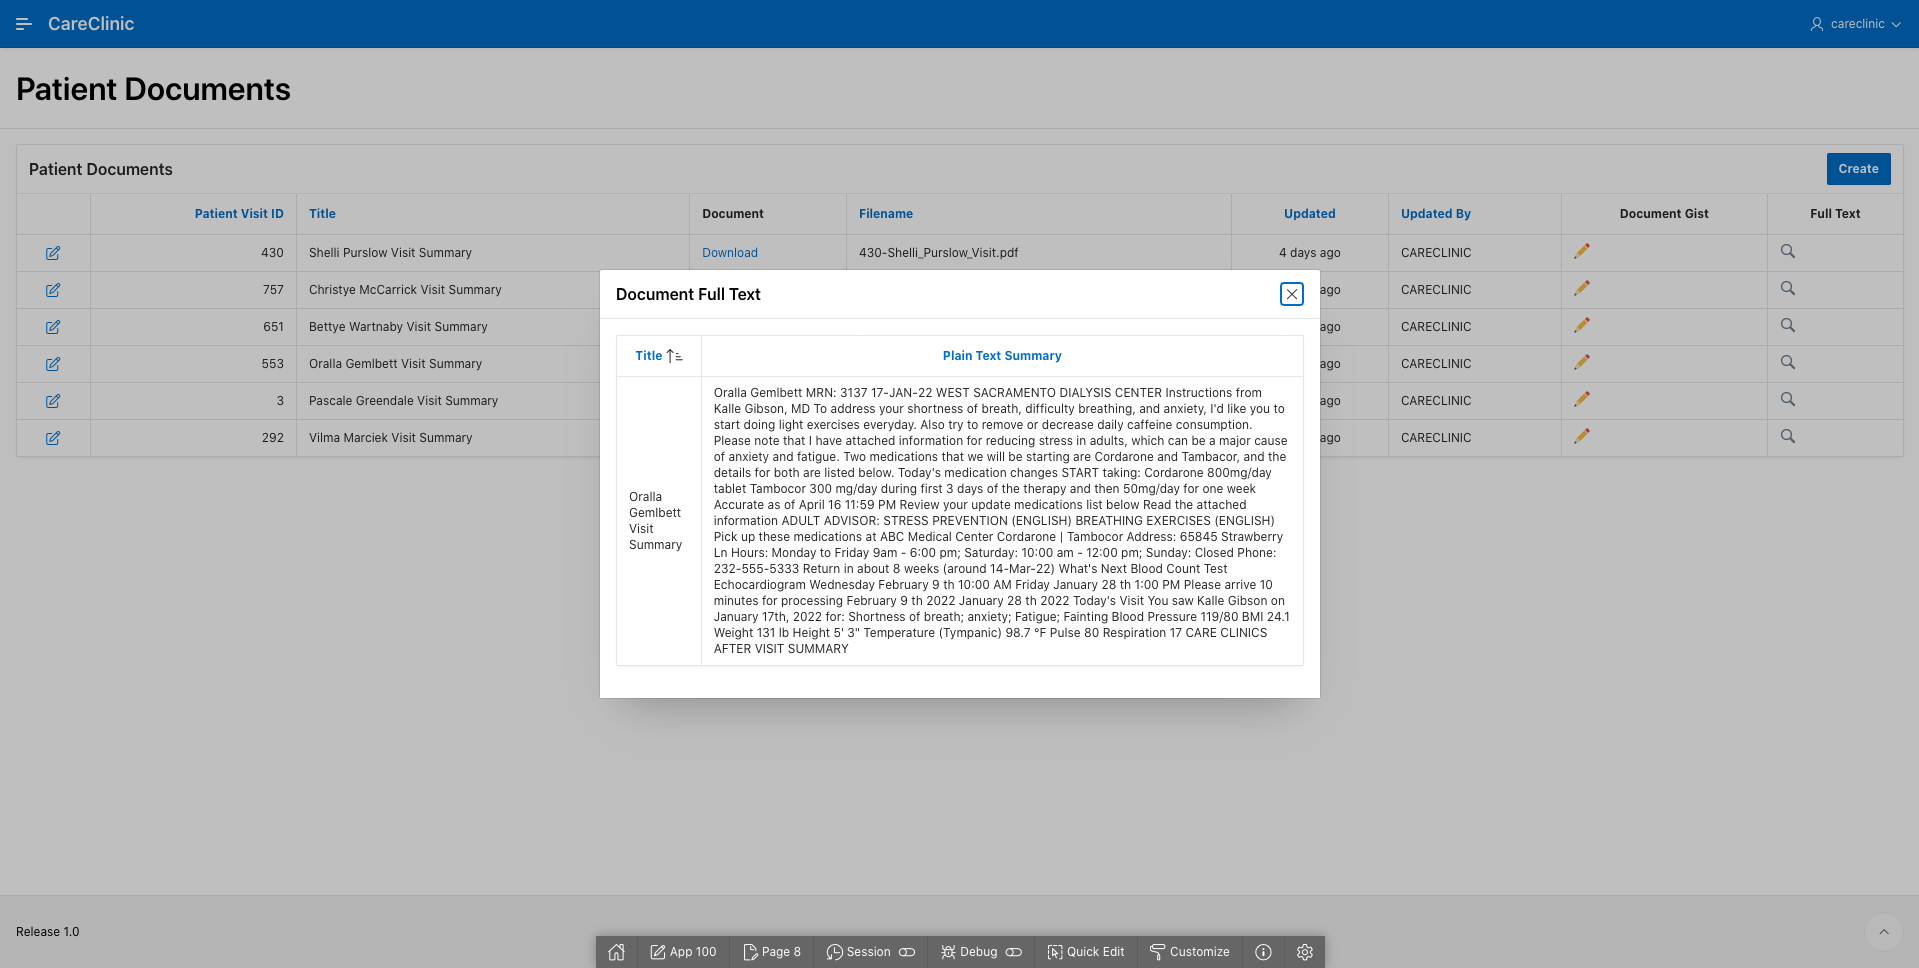 CareClinic
careclinic
Patient Documents
Patient Documents
Create
Patient Visit ID Title Document Filename Updated Updated By Document Gist Full Text
430 Shelli Purslow Visit Summary Download 430-Shelli_Purslow_Visit.pdf 4 days ago CARECLINIC
757 Christye McCarrick Visit Summary ago CARECLINIC
651 Bettye Wartnaby Visit Summary ago CARECLINIC
553 Oralla Gemlbett Visit Summary ago CARECLINIC
3 Pascale Greendale Visit Summary ago CARECLINIC
292 Vilma Marciek Visit Summary ago CARECLINIC
Document Full Text
Title Plain Text Summary
Oralla
Gemlbett
Visit
Summary
Oralla Gemlbett MRN: 3137 17-JAN-22 WEST SACRAMENTO DIALYSIS CENTER Instructions from
Kalle Gibson, MD To address your shortness of breath, difficulty breathing, and anxiety, I'd like you to
start doing light exercises everyday. Also try to remove or decrease daily caffeine consumption.
Please note that I have attached information for reducing stress in adults, which can be a major cause
of anxiety and fatigue. Two medications that we will be starting are Cordarone and Tambacor, and the
details for both are listed below. Today's medication changes START taking: Cordarone 800mg/day
tablet Tambocor 300 mg/day during first 3 days of the therapy and then 50mg/day for one week
Accurate as of April 16 11:59 PM Review your update medications list below Read the attached
information ADULT ADVISOR: STRESS PREVENTION (ENGLISH) BREATHING EXERCISES (ENGLISH)
Pick up these medications at ABC Medical Center Cordarone | Tambocor Address: 65845 Strawberry
Ln Hours: Monday to Friday 9am - 6:00 pm; Saturday: 10:00 am - 12:00 pm; Sunday: Closed Phone:
232-555-5333 Return in about 8 weeks (around 14-Mar-22) What's Next Blood Count Test
Echocardiogram Wednesday February 9 th 10:00 AM Friday January 28 th 1:00 PM Please arrive 10
minutes for processing February 9 th 2022 January 28 th 2022 Today's Visit You saw Kalle Gibson on
January 17th, 2022 for: Shortness of breath; anxiety; Fatigue; Fainting Blood Pressure 119/80 BMI 24.1
Weight 131 lb Height 5' 3" Temperature (Tympanic) 98.7 °F Pulse 80 Respiration 17 CARE CLINICS
AFTER VISIT SUMMARY
Release 1.0
App 100 Page 8 Session Debug Quick Edit Customize